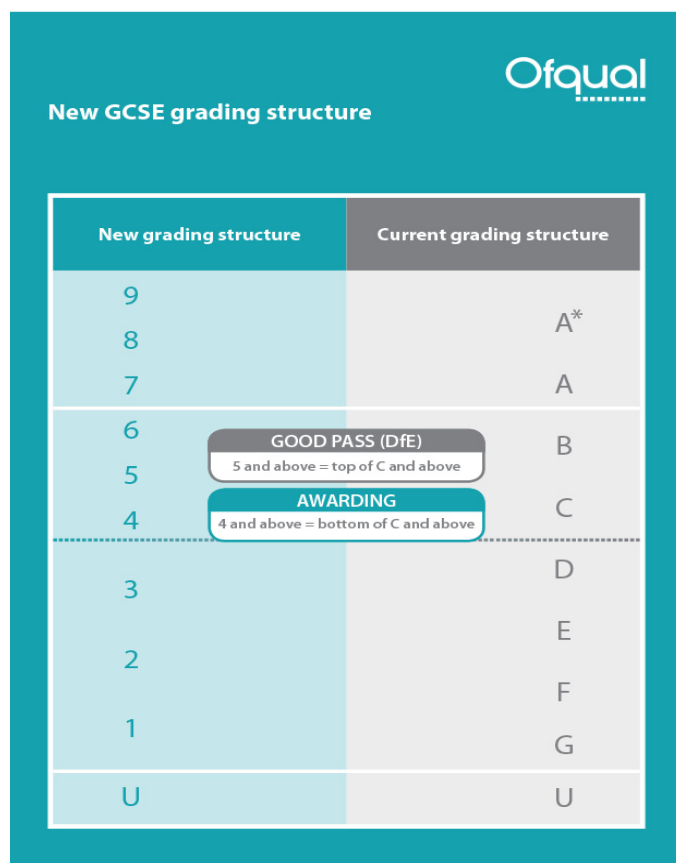 Ofqual
New GCSE grading structure
New grading structure
Current grading structure
9
8
7
A*
A
6
5
4
B
C
GOOD PASS (DfE)
5 and above = top of C and above
AWARDING
4 and above = bottom of C and above
3
2
1
D
E
F
G
U
U